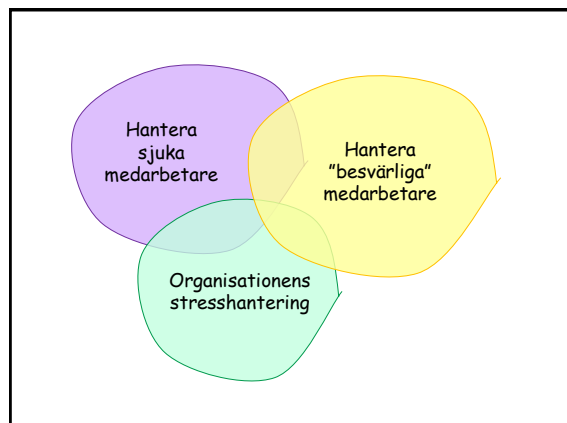 Hantera
sjuka
medarbetare
Hantera
”besvärliga”
medarbetare
Organisationens
stresshantering